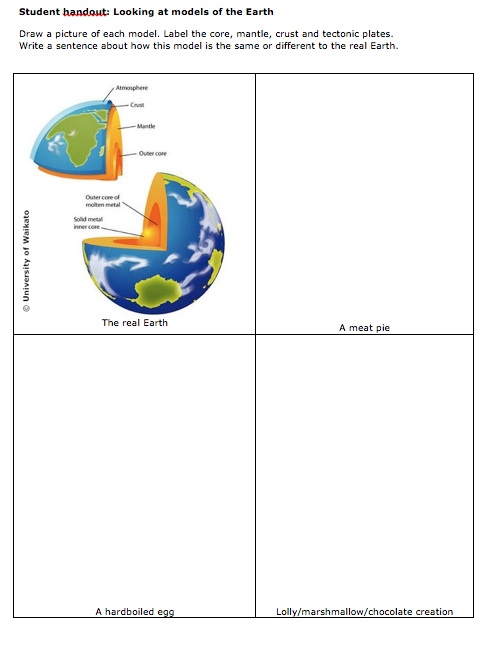 Student handout: Looking at models of the Earth
Draw a picture of each model. Label the core, mantle, crust and tectonic plates.
Write a sentence about how this model is the same or different to the real Earth.
Atmosphere
Crust
Mantle
Outer core
Outer core of
molten metal
Solid metal
inner core
© University of Waikato
The real Earth
A meat pie
A hardboiled egg
Lolly/marshmallow/chocolate creation